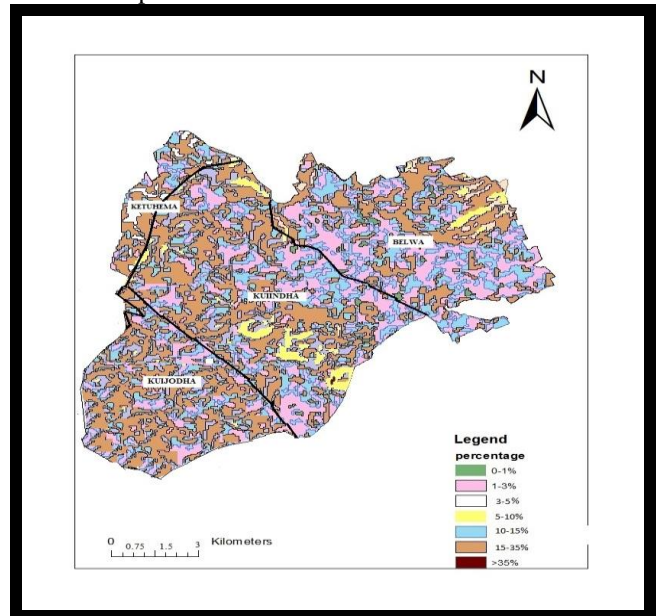 N
KETUHEMA
BELWA
KUIINDHA
KUIJODHA
Legend
percentage
0-1%
1-3%
3-5%
5-10%
10-15%
15-35%
>35%
0 0.75 1.5 3 Kilometers